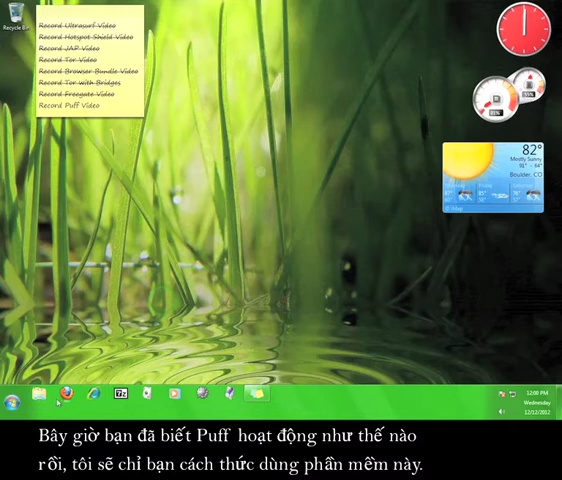 Recycle Bin
Record Ultrasurf Video
Record Hotspot Shield Video
Record JAP Video
Record Tor Video
Record Browser Bundle Video
Record Tor with Bridges
Record Freegate Video
Record Puff Video
82°
Mostly Sunny
91° - 64°
Boulder, CO
Friday
12:00 PM
Wednesday
12/12/2012
Bây giờ bạn đã biết Puff hoạt động như thế nào
rồi, tôi sẽ chỉ bạn cách thức dùng phần mềm này.